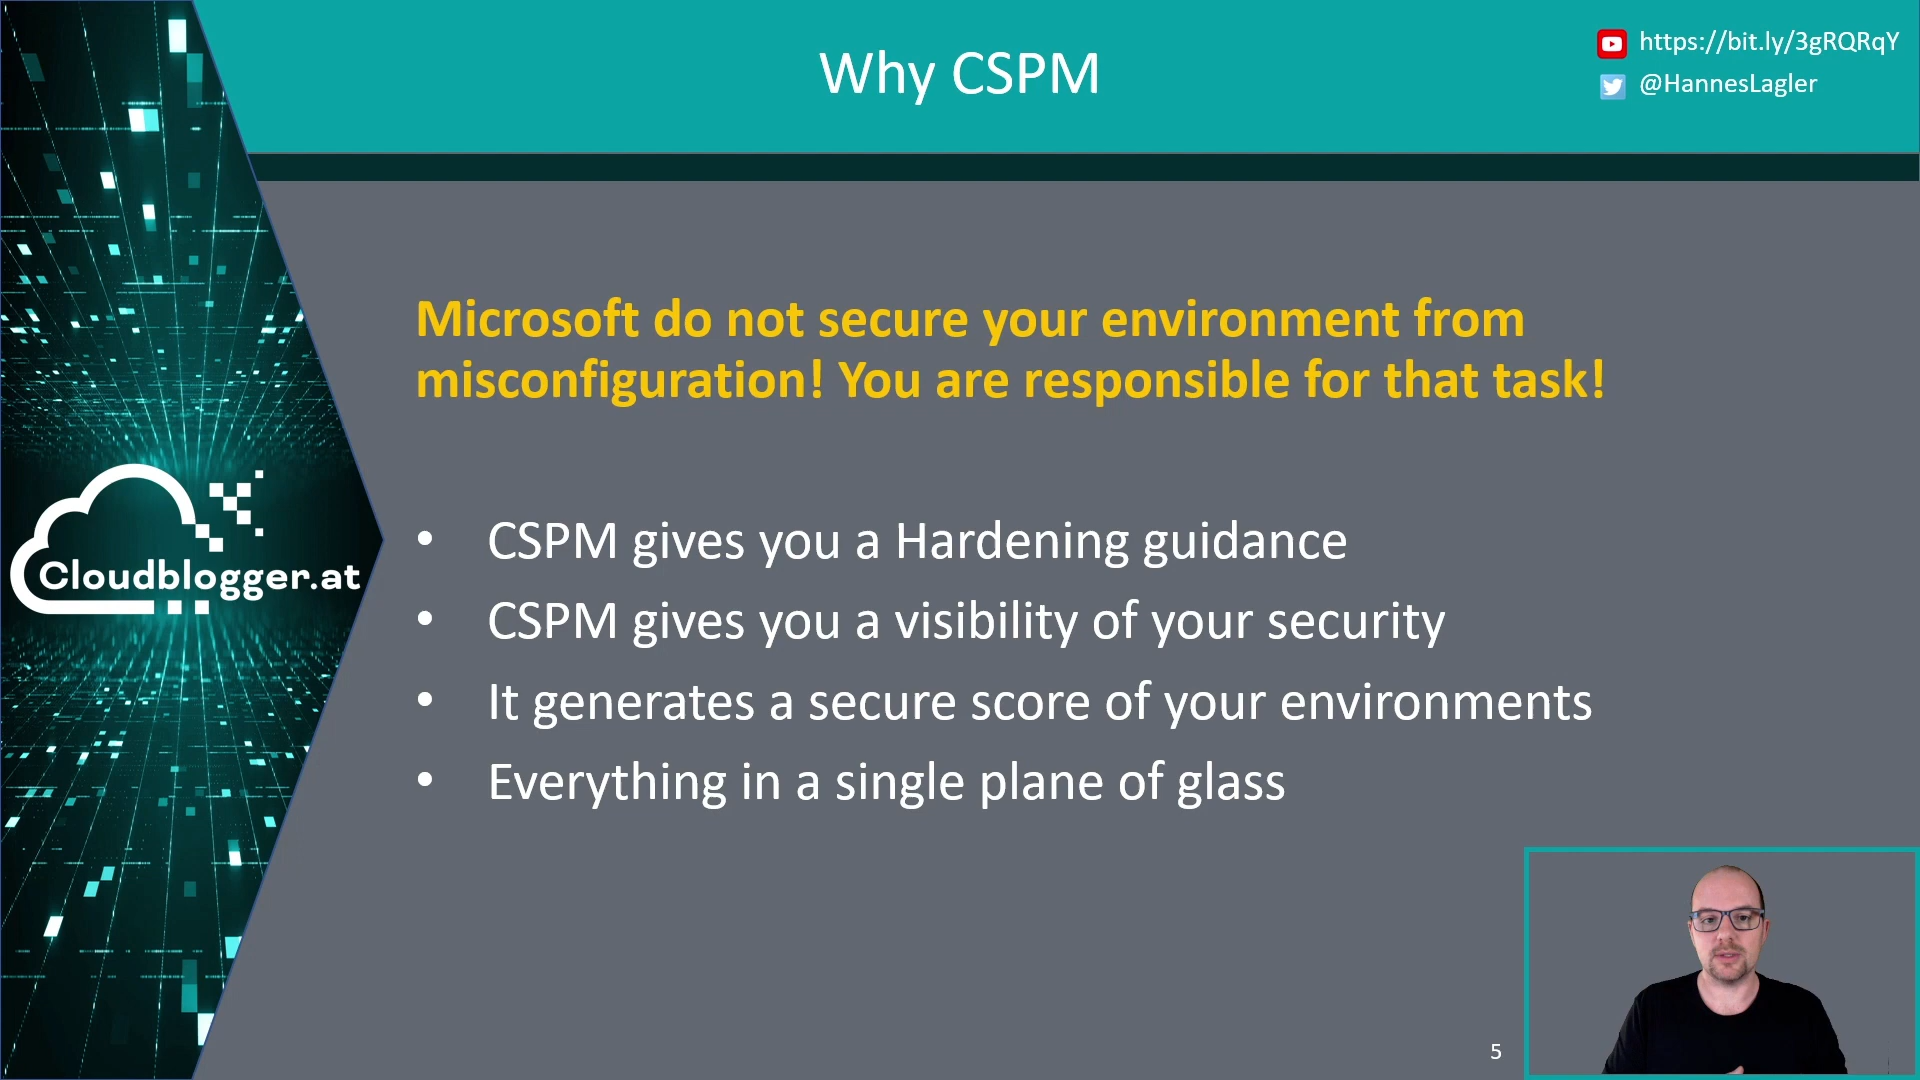 Why CSPM
https://bit.ly/3gRQRqY
@HannesLagler
Microsoft do not secure your environment from
misconfiguration! You are responsible for that task!
• CSPM gives you a Hardening guidance
• CSPM gives you a visibility of your security
• It generates a secure score of your environments
• Everything in a single plane of glass
Cloudblogger.at
5